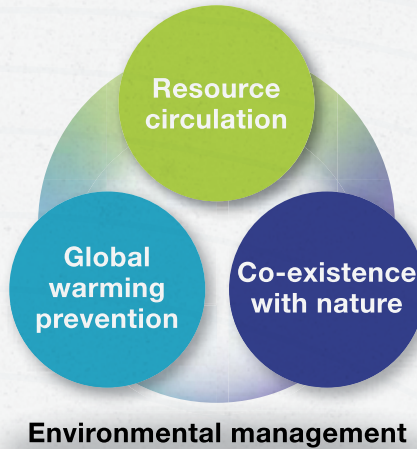 Resource
circulation
Global
warming
prevention
Co-existence
with nature
Environmental management